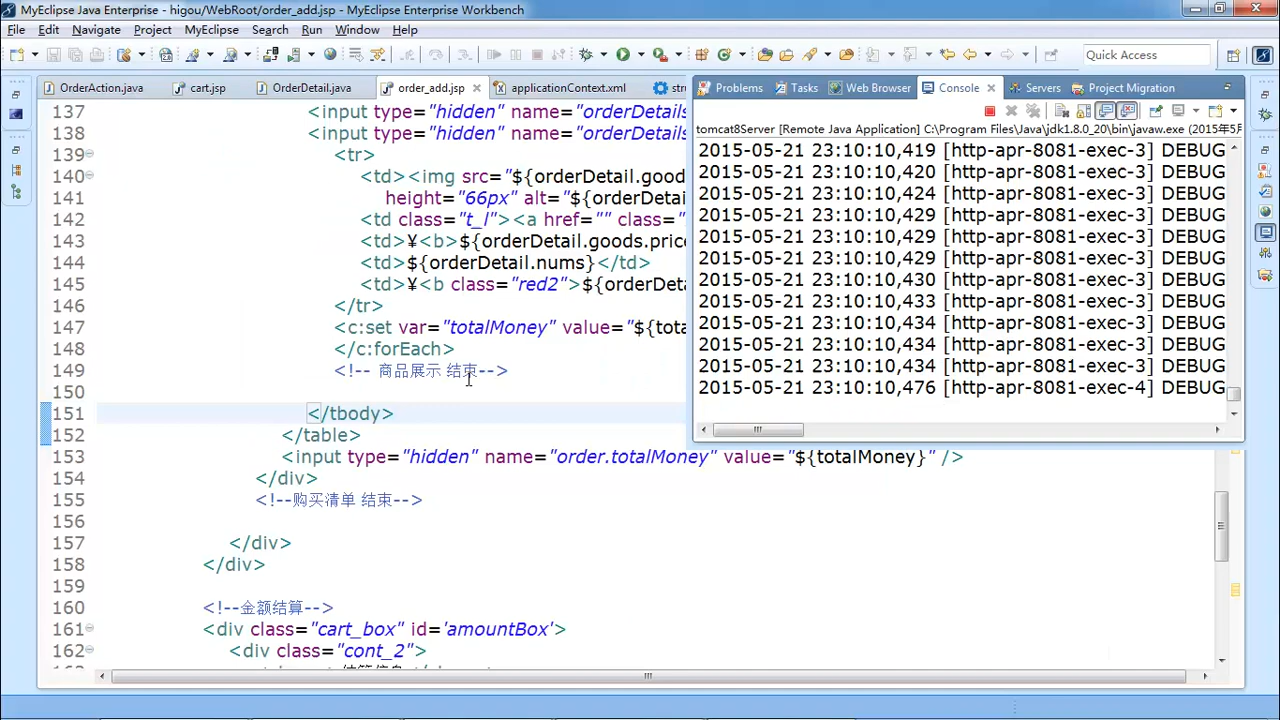 MyEclipse Java Enterprise - higou/WebRoot/order_add.jsp - MyEclipse Enterprise Workbench
File Edit Navigate Project MyEclipse Search Run Window Help
Quick Access
OrderAction.java cart.jsp OrderDetail.java order_add.jsp applicationContext.xml
Problems Tasks Web Browser Console Servers Project Migration
tomcat8Server [Remote Java Application] C:\Program Files\Java\jdk1.8.0_20\bin\javaw.exe (2015年5月
137 <input type="hidden" name="orderDetails
138 <input type="hidden" name="orderDetails
139 <tr>
140 <td><img src="${orderDetail.good
141 height="66px" alt="${orderDeta
142 <td class="t_l"><a href="" class="
143 <td>¥<b>${orderDetail.goods.price
144 <td>${orderDetail.nums}</td>
145 <td>¥<b class="red2">${orderDeta
146 </tr>
147 <c:set var="totalMoney" value="${tota
148 </c:forEach>
149 <!-- 商品展示 结束-->
150
151 </tbody>
152 </table>
153 <input type="hidden" name="order.totalMoney" value="${totalMoney}" />
154 </div>
155 <!--购买清单 结束-->
156
157 </div>
158 </div>
159
160 <!--金额结算-->
161 <div class="cart_box" id='amountBox'>
162 <div class="cont_2">
2015-05-21 23:10:10,419 [http-apr-8081-exec-3] DEBUG
2015-05-21 23:10:10,420 [http-apr-8081-exec-3] DEBUG
2015-05-21 23:10:10,424 [http-apr-8081-exec-3] DEBUG
2015-05-21 23:10:10,429 [http-apr-8081-exec-3] DEBUG
2015-05-21 23:10:10,429 [http-apr-8081-exec-3] DEBUG
2015-05-21 23:10:10,429 [http-apr-8081-exec-3] DEBUG
2015-05-21 23:10:10,430 [http-apr-8081-exec-3] DEBUG
2015-05-21 23:10:10,433 [http-apr-8081-exec-3] DEBUG
2015-05-21 23:10:10,434 [http-apr-8081-exec-3] DEBUG
2015-05-21 23:10:10,434 [http-apr-8081-exec-3] DEBUG
2015-05-21 23:10:10,434 [http-apr-8081-exec-3] DEBUG
2015-05-21 23:10:10,476 [http-apr-8081-exec-4] DEBUG